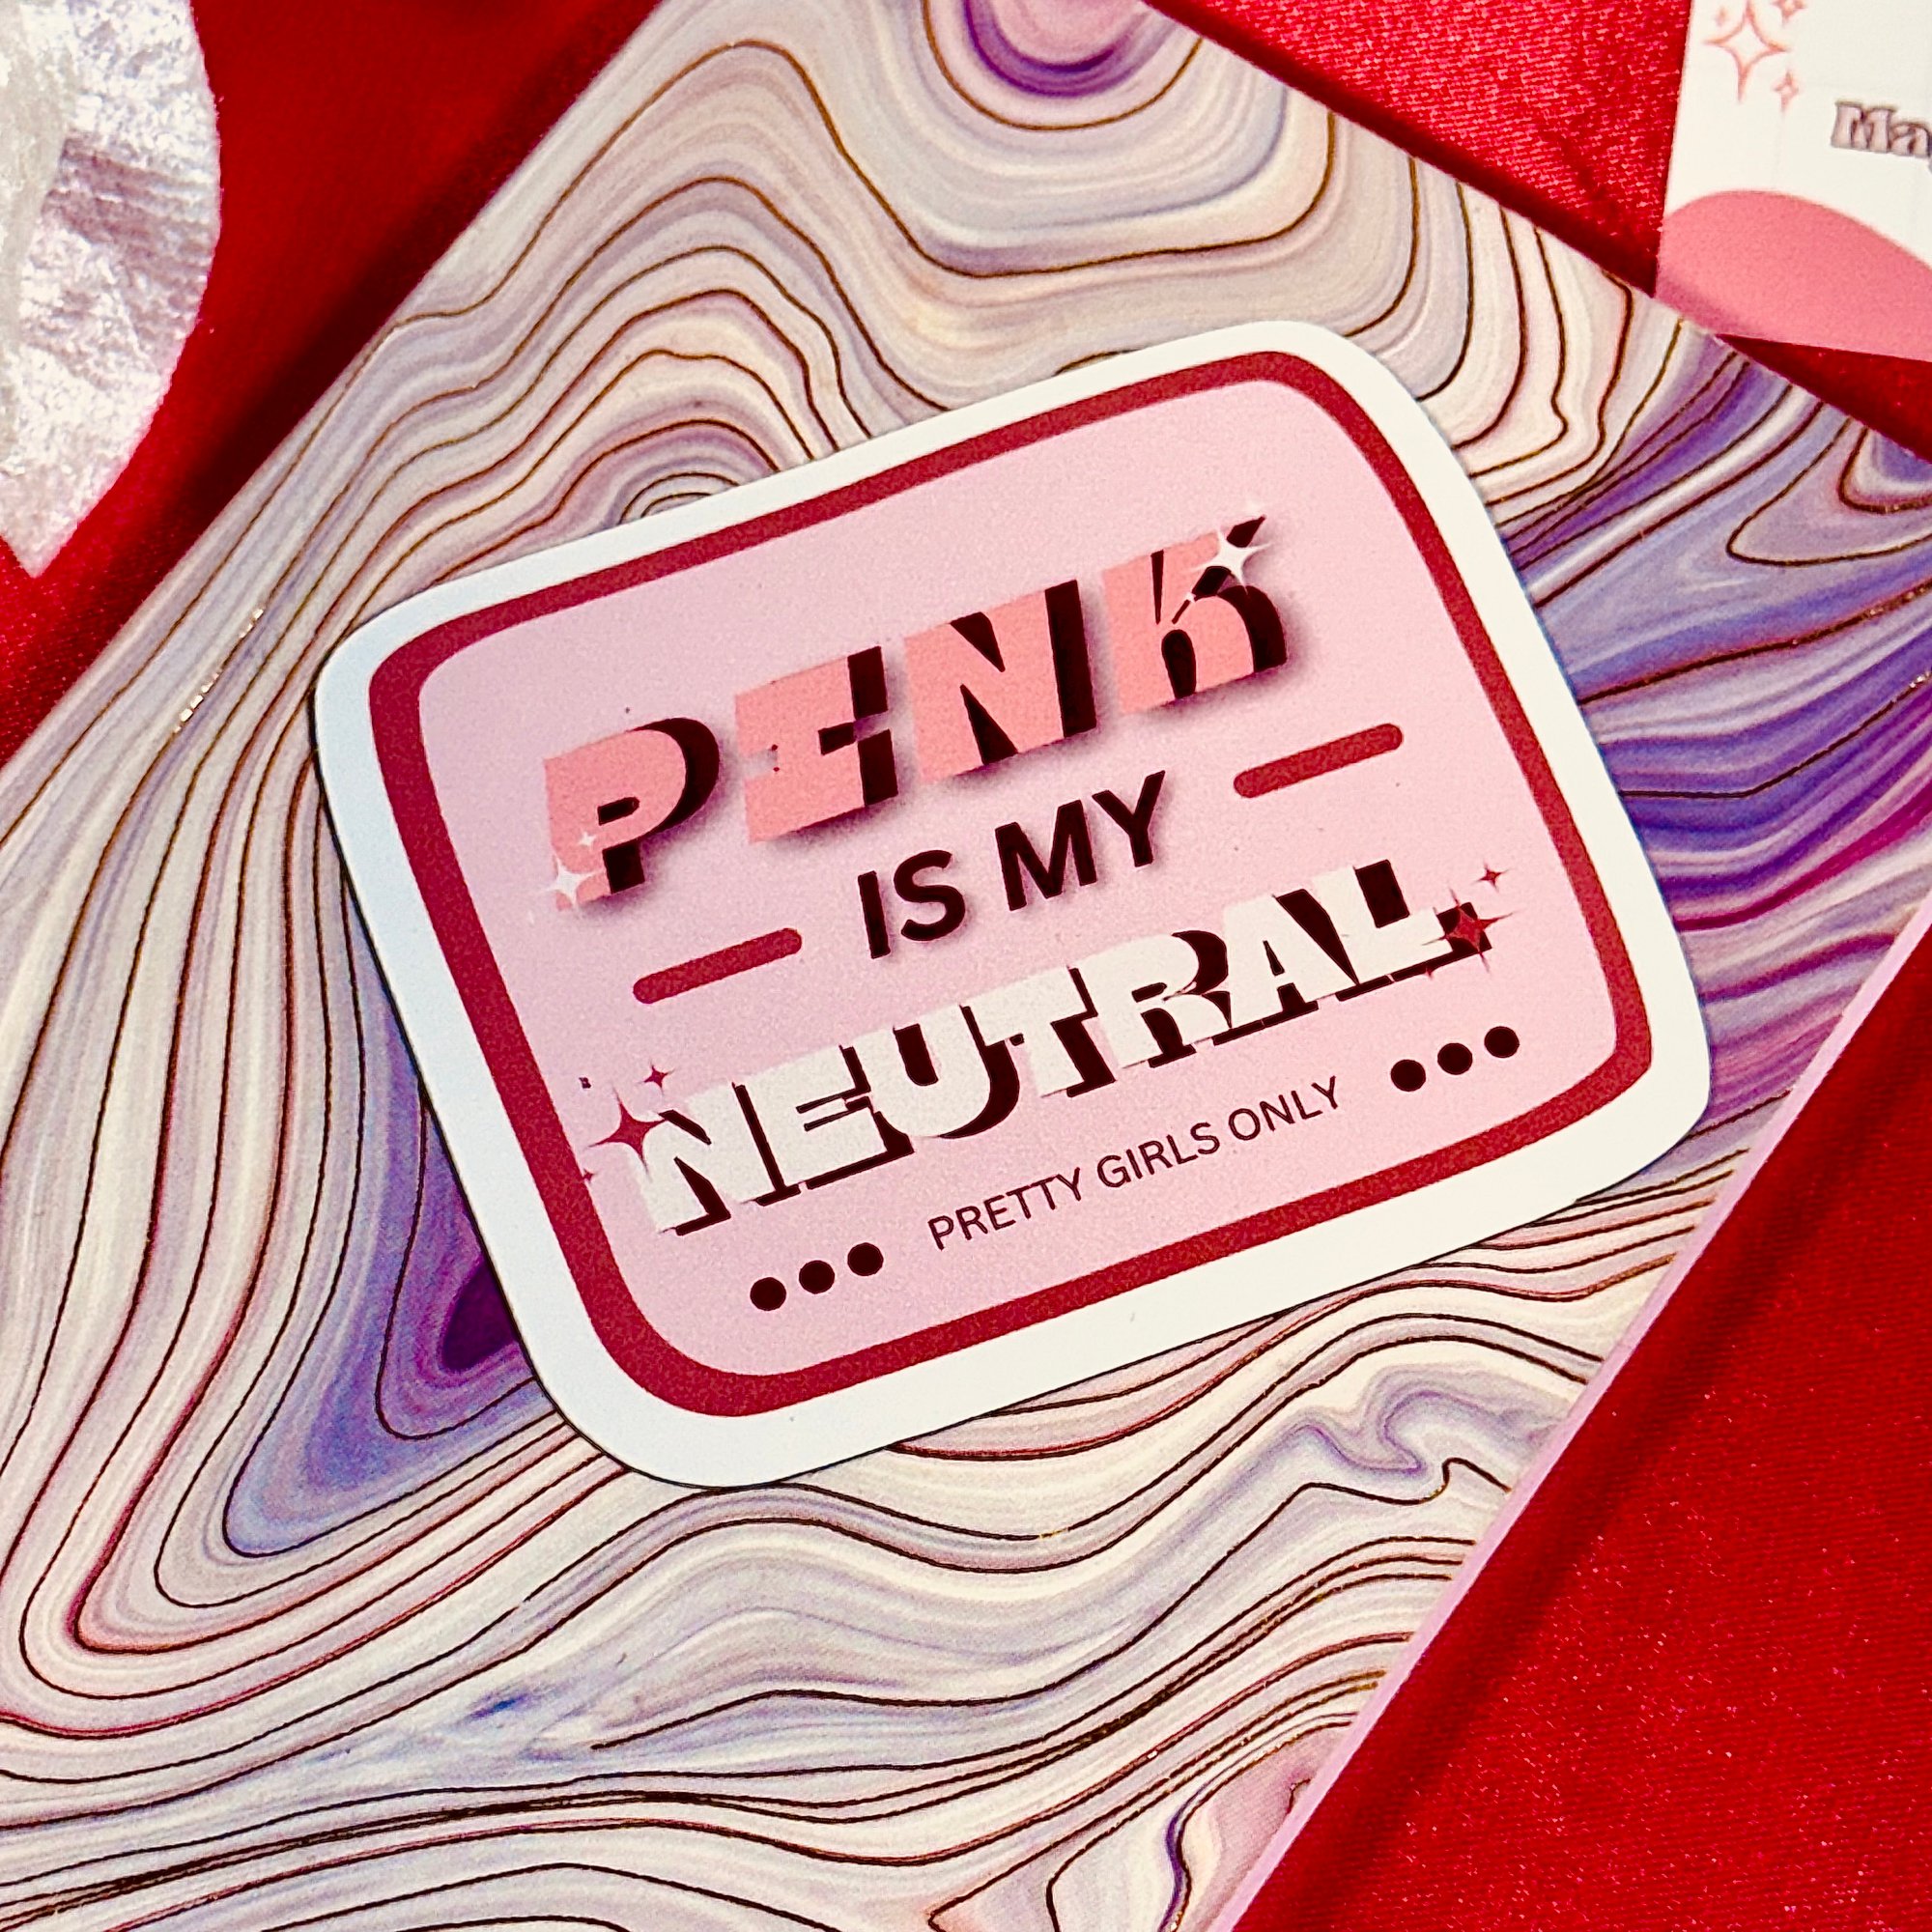 PINK
IS MY
NEUTRAL
PRETTY GIRLS ONLY